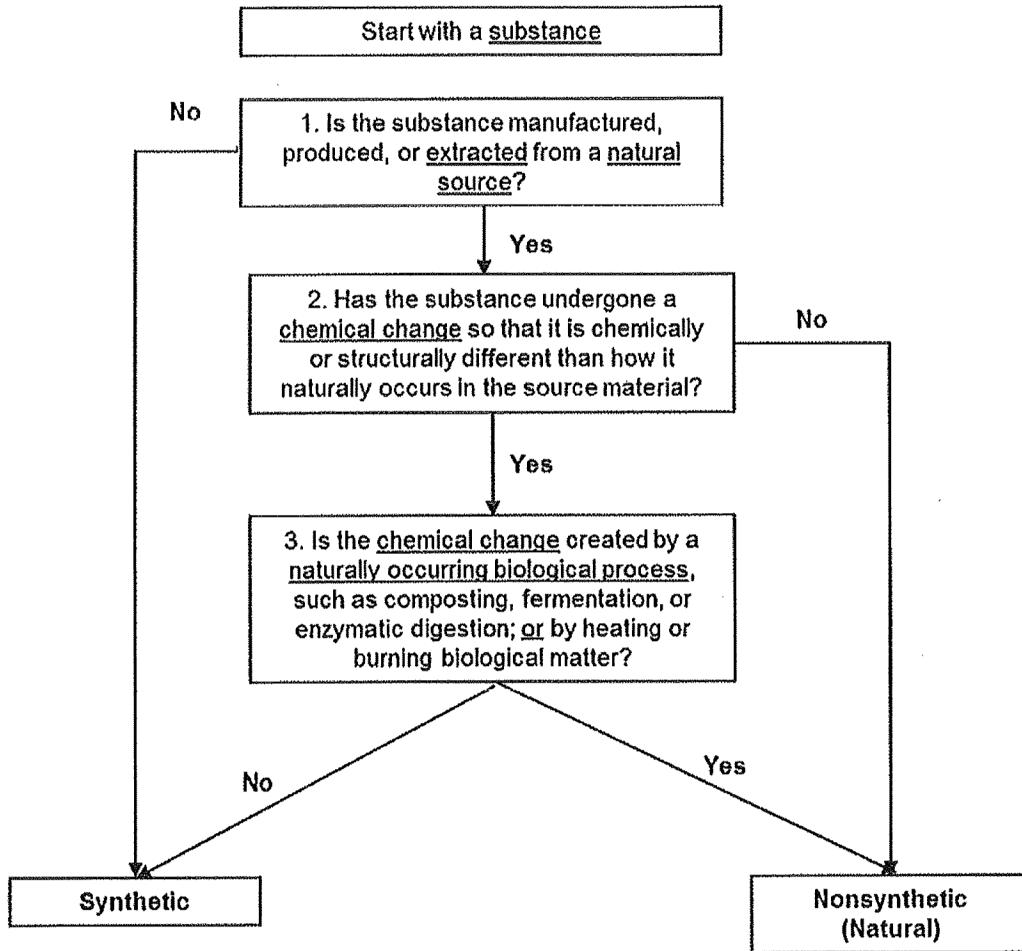 Start with a substance
No
1. Is the substance manufactured,
produced, or extracted from a natural
source?
Yes
2. Has the substance undergone a
chemical change so that it is chemically
or structurally different than how it
naturally occurs in the source material?
No
Yes
3. Is the chemical change created by a
naturally occurring biological process,
such as composting, fermentation, or
enzymatic digestion; or by heating or
burning biological matter?
No
Yes
Synthetic
Nonsynthetic
(Natural)